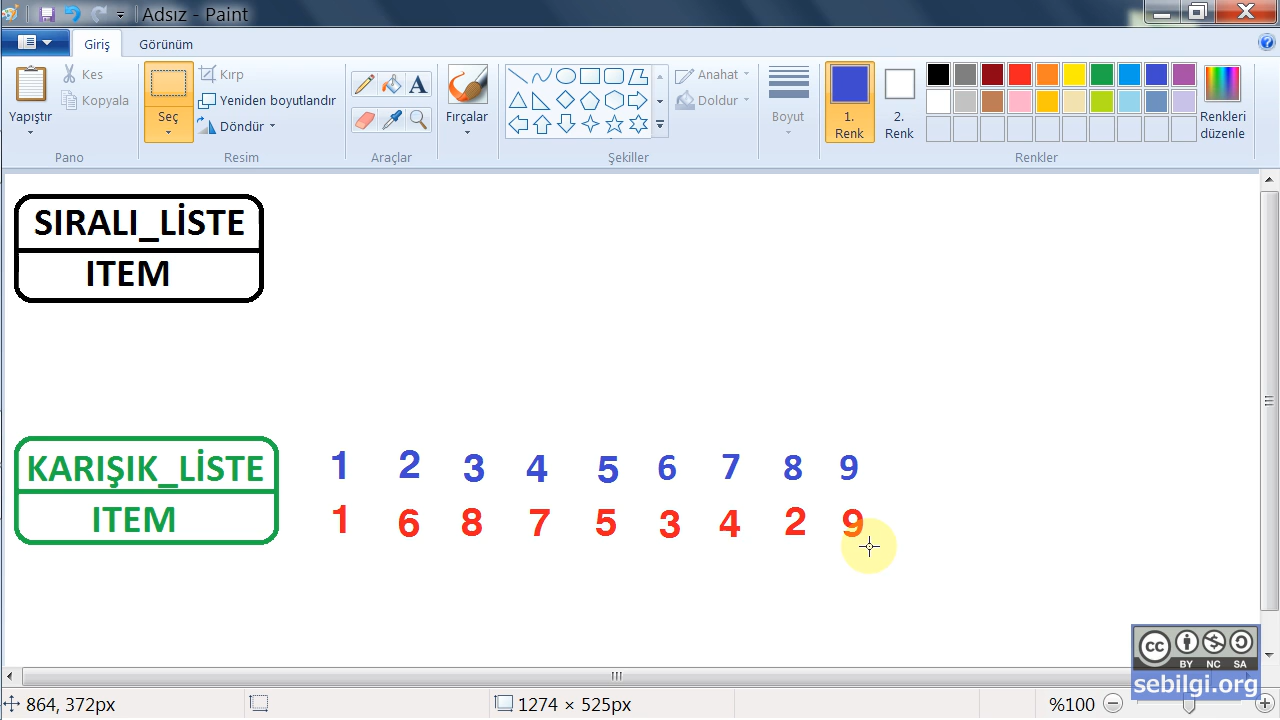 Adsız - Paint
Giriş Görünüm
Yapıştır
Kes
Kopyala
Pano
Seç
Kırp
Yeniden boyutlandır
Döndür
Resim
A
Araçlar
Fırçalar
Anahat
Doldur
Şekiller
Boyut
1.
Renk
2.
Renk
Renkleri
düzenle
Renkler
SIRALI_LİSTE
ITEM
KARIŞIK_LİSTE 1 2 3 4 5 6 7 8 9
ITEM 1 6 8 7 5 3 4 2 9
cc BY NC SA
sebilgi.org
864, 372px 1274 × 525px %100